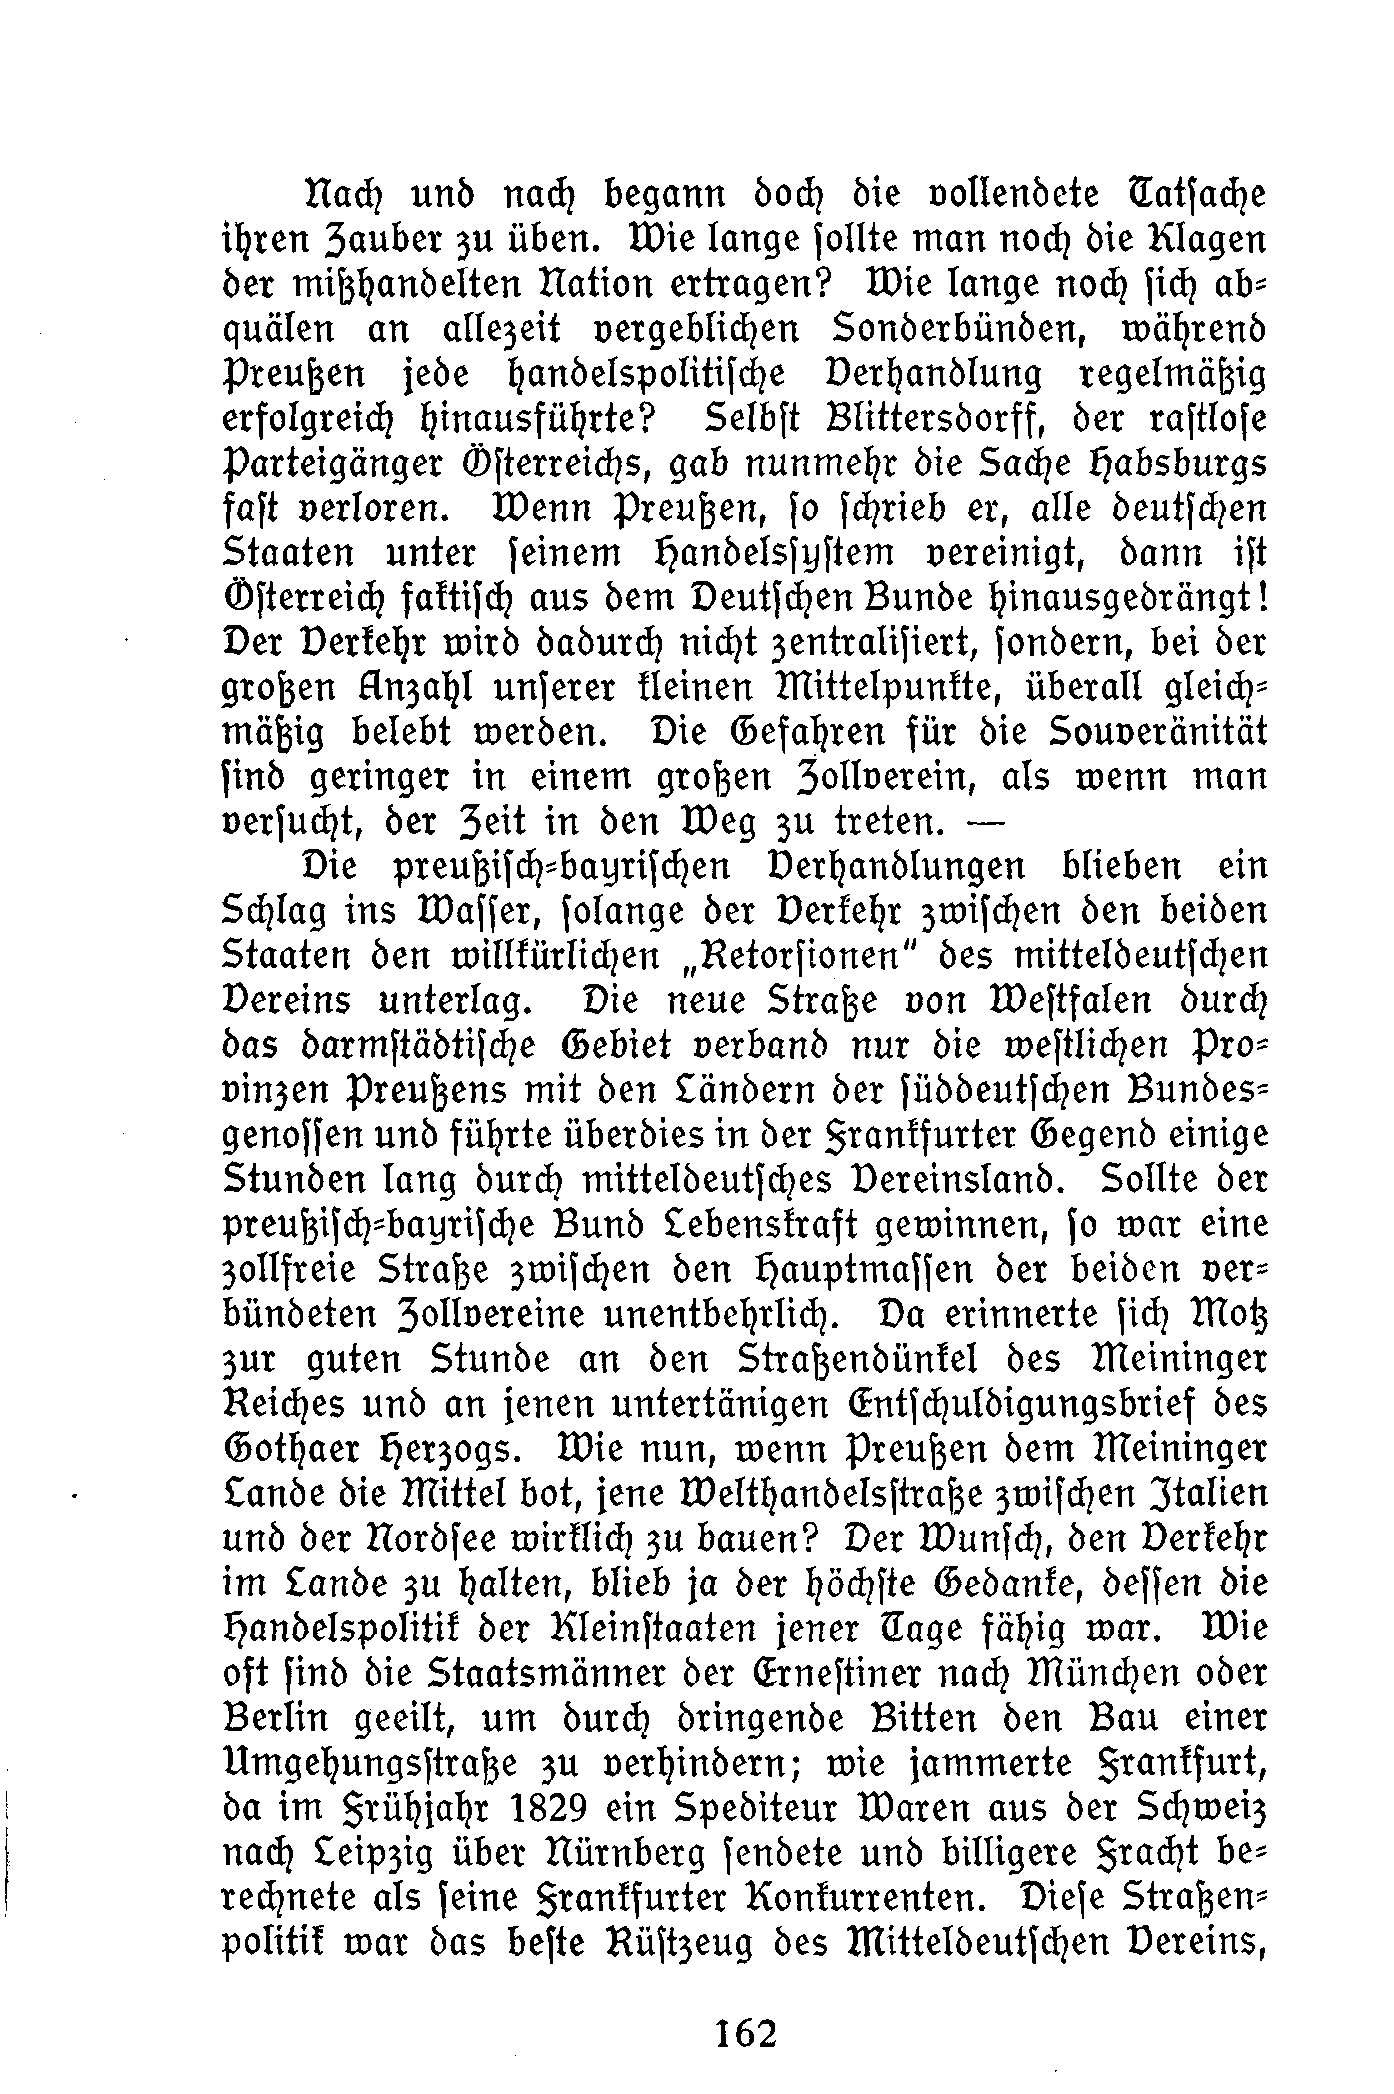 Nach und nach begann doch die vollendete Tatsache
ihren Zauber zu üben. Wie lange sollte man noch die Klagen
der mißhandelten Nation ertragen? Wie lange noch sich ab-
quälen an allezeit vergeblichen Sonderbünden, während
Preußen jede handelspolitische Verhandlung regelmäßig
erfolgreich hinausführte? Selbst Blittersdorff, der rastlose
Parteigänger Österreichs, gab nunmehr die Sache Habsburgs
fast verloren. Wenn Preußen, so schrieb er, alle deutschen
Staaten unter seinem Handelssystem vereinigt, dann ist
Österreich faktisch aus dem Deutschen Bunde hinausgedrängt!
Der Verkehr wird dadurch nicht zentralisiert, sondern, bei der
großen Anzahl unserer kleinen Mittelpunkte, überall gleich-
mäßig belebt werden. Die Gefahren für die Souveränität
sind geringer in einem großen Zollverein, als wenn man
versucht, der Zeit in den Weg zu treten. —
Die preußisch-bayrischen Verhandlungen blieben ein
Schlag ins Wasser, solange der Verkehr zwischen den beiden
Staaten den willkürlichen „Retorsionen“ des mitteldeutschen
Vereins unterlag. Die neue Straße von Westfalen durch
das darmstädtische Gebiet verband nur die westlichen Pro-
vinzen Preußens mit den Ländern der süddeutschen Bundes-
genossen und führte überdies in der Frankfurter Gegend einige
Stunden lang durch mitteldeutsches Vereinsland. Sollte der
preußisch-bayrische Bund Lebenskraft gewinnen, so war eine
zollfreie Straße zwischen den Hauptmassen der beiden ver-
bündeten Zollvereine unentbehrlich. Da erinnerte sich Motz
zur guten Stunde an den Straßendünkel des Meininger
Reiches und an jenen untertänigen Entschuldigungsbrief des
Gothaer Herzogs. Wie nun, wenn Preußen dem Meininger
Lande die Mittel bot, jene Welthandelsstraße zwischen Italien
und der Nordsee wirklich zu bauen? Der Wunsch, den Verkehr
im Lande zu halten, blieb ja der höchste Gedanke, dessen die
Handelspolitik der Kleinstaaten jener Tage fähig war. Wie
oft sind die Staatsmänner der Ernestiner nach München oder
Berlin geeilt, um durch dringende Bitten den Bau einer
Umgehungsstraße zu verhindern; wie jammerte Frankfurt,
da im Frühjahr 1829 ein Spediteur Waren aus der Schweiz
nach Leipzig über Nürnberg sendete und billigere Fracht be-
rechnete als seine Frankfurter Konkurrenten. Diese Straßen-
politik war das beste Rüstzeug des Mitteldeutschen Vereins,
162